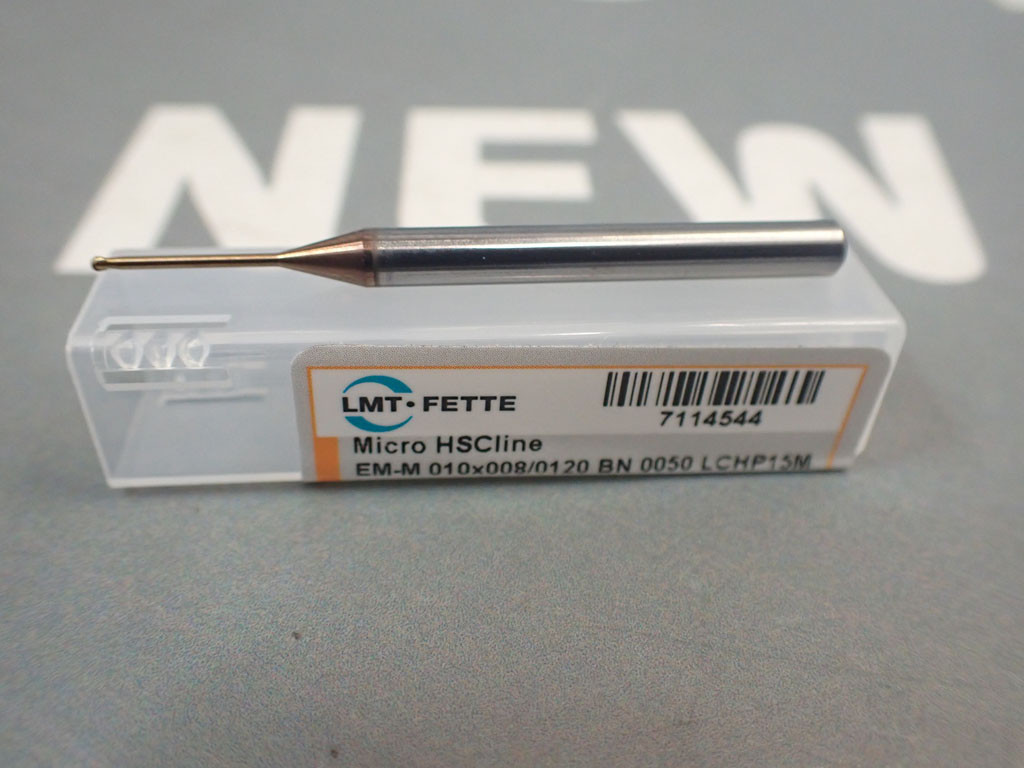 NEW
LMT·FETTE
7114544
Micro HSCline
EM-M 010x008/0120 BN 0050 LCHP15M